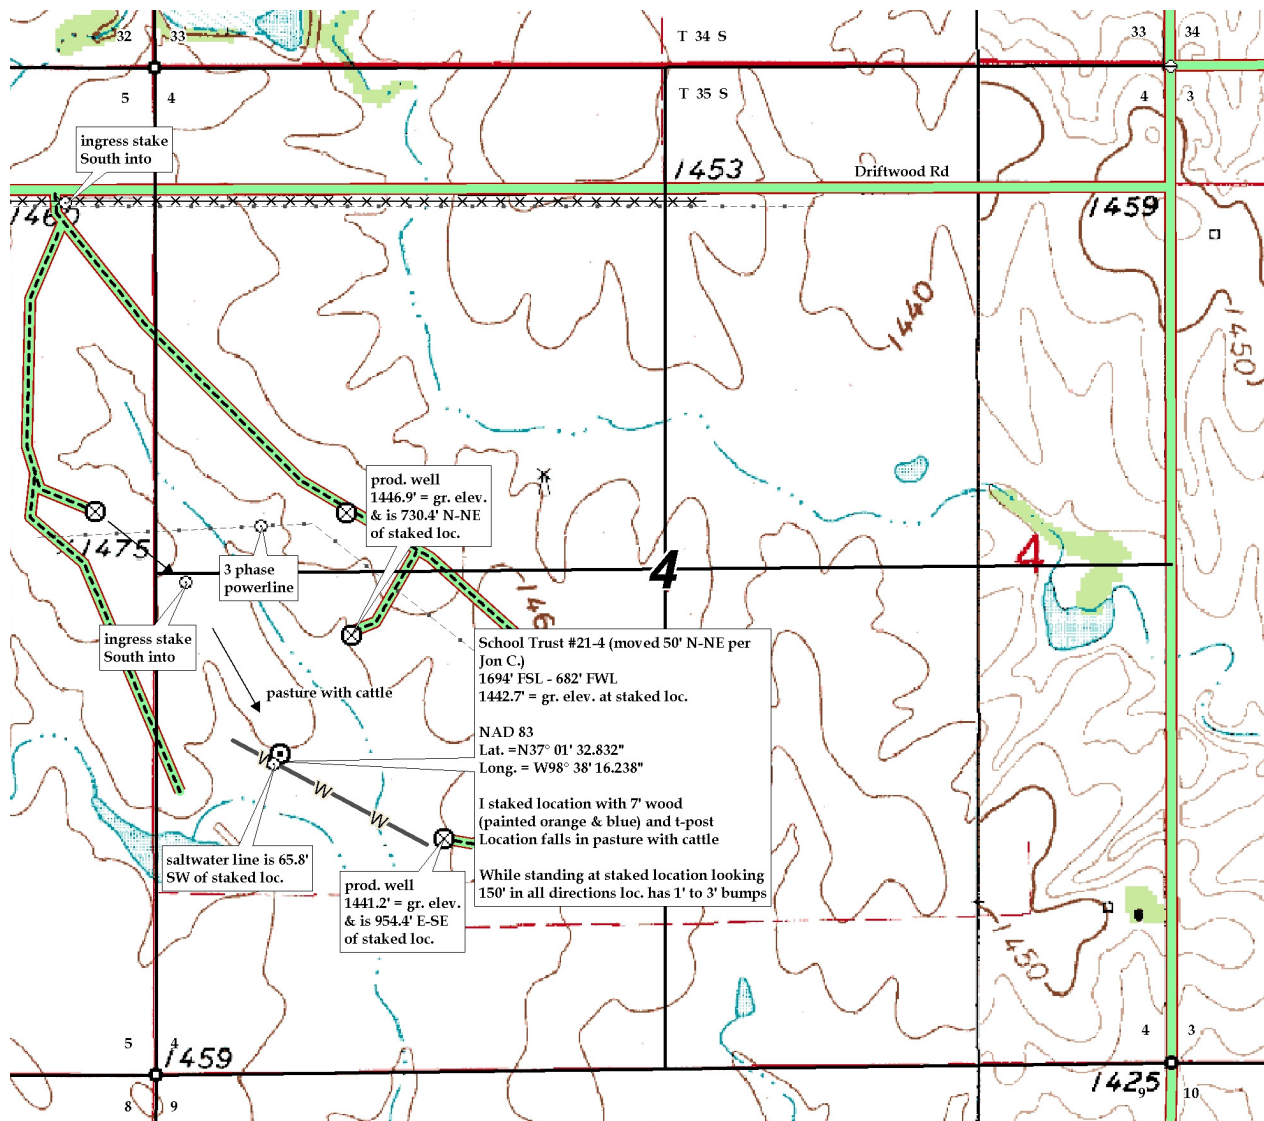 32
33
T 34 S
33
34
5
4
T 35 S
4
3
ingress stake
South into
1453
Driftwood Rd
1460
1459
1440
1450
prod. well
1446.9' = gr. elev.
& is 730.4' N-NE
of staked loc.
1475
3 phase
powerline
4
4
146
ingress stake
South into
pasture with cattle
School Trust #21-4 (moved 50' N-NE per
Jon C.)
1694' FSL - 682' FWL
1442.7' = gr. elev. at staked loc.
NAD 83
Lat. =N37° 01' 32.832"
Long. = W98° 38' 16.238"
I staked location with 7' wood
(painted orange & blue) and t-post
Location falls in pasture with cattle
While standing at staked location looking
150' in all directions loc. has 1' to 3' bumps
W
W
W
saltwater line is 65.8'
SW of staked loc.
prod. well
1441.2' = gr. elev.
& is 954.4' E-SE
of staked loc.
1450
5
4
1459
4
3
1425
8
9
9
10